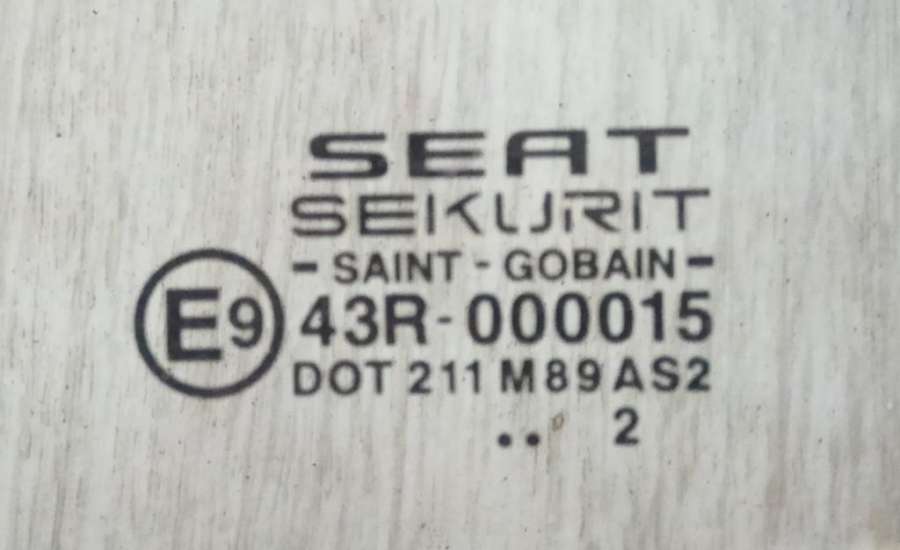 SEAT
SEKURIT
- SAINT - GOBAIN -
E9 43R-000015
DOT 211 M89 AS2
.. 2